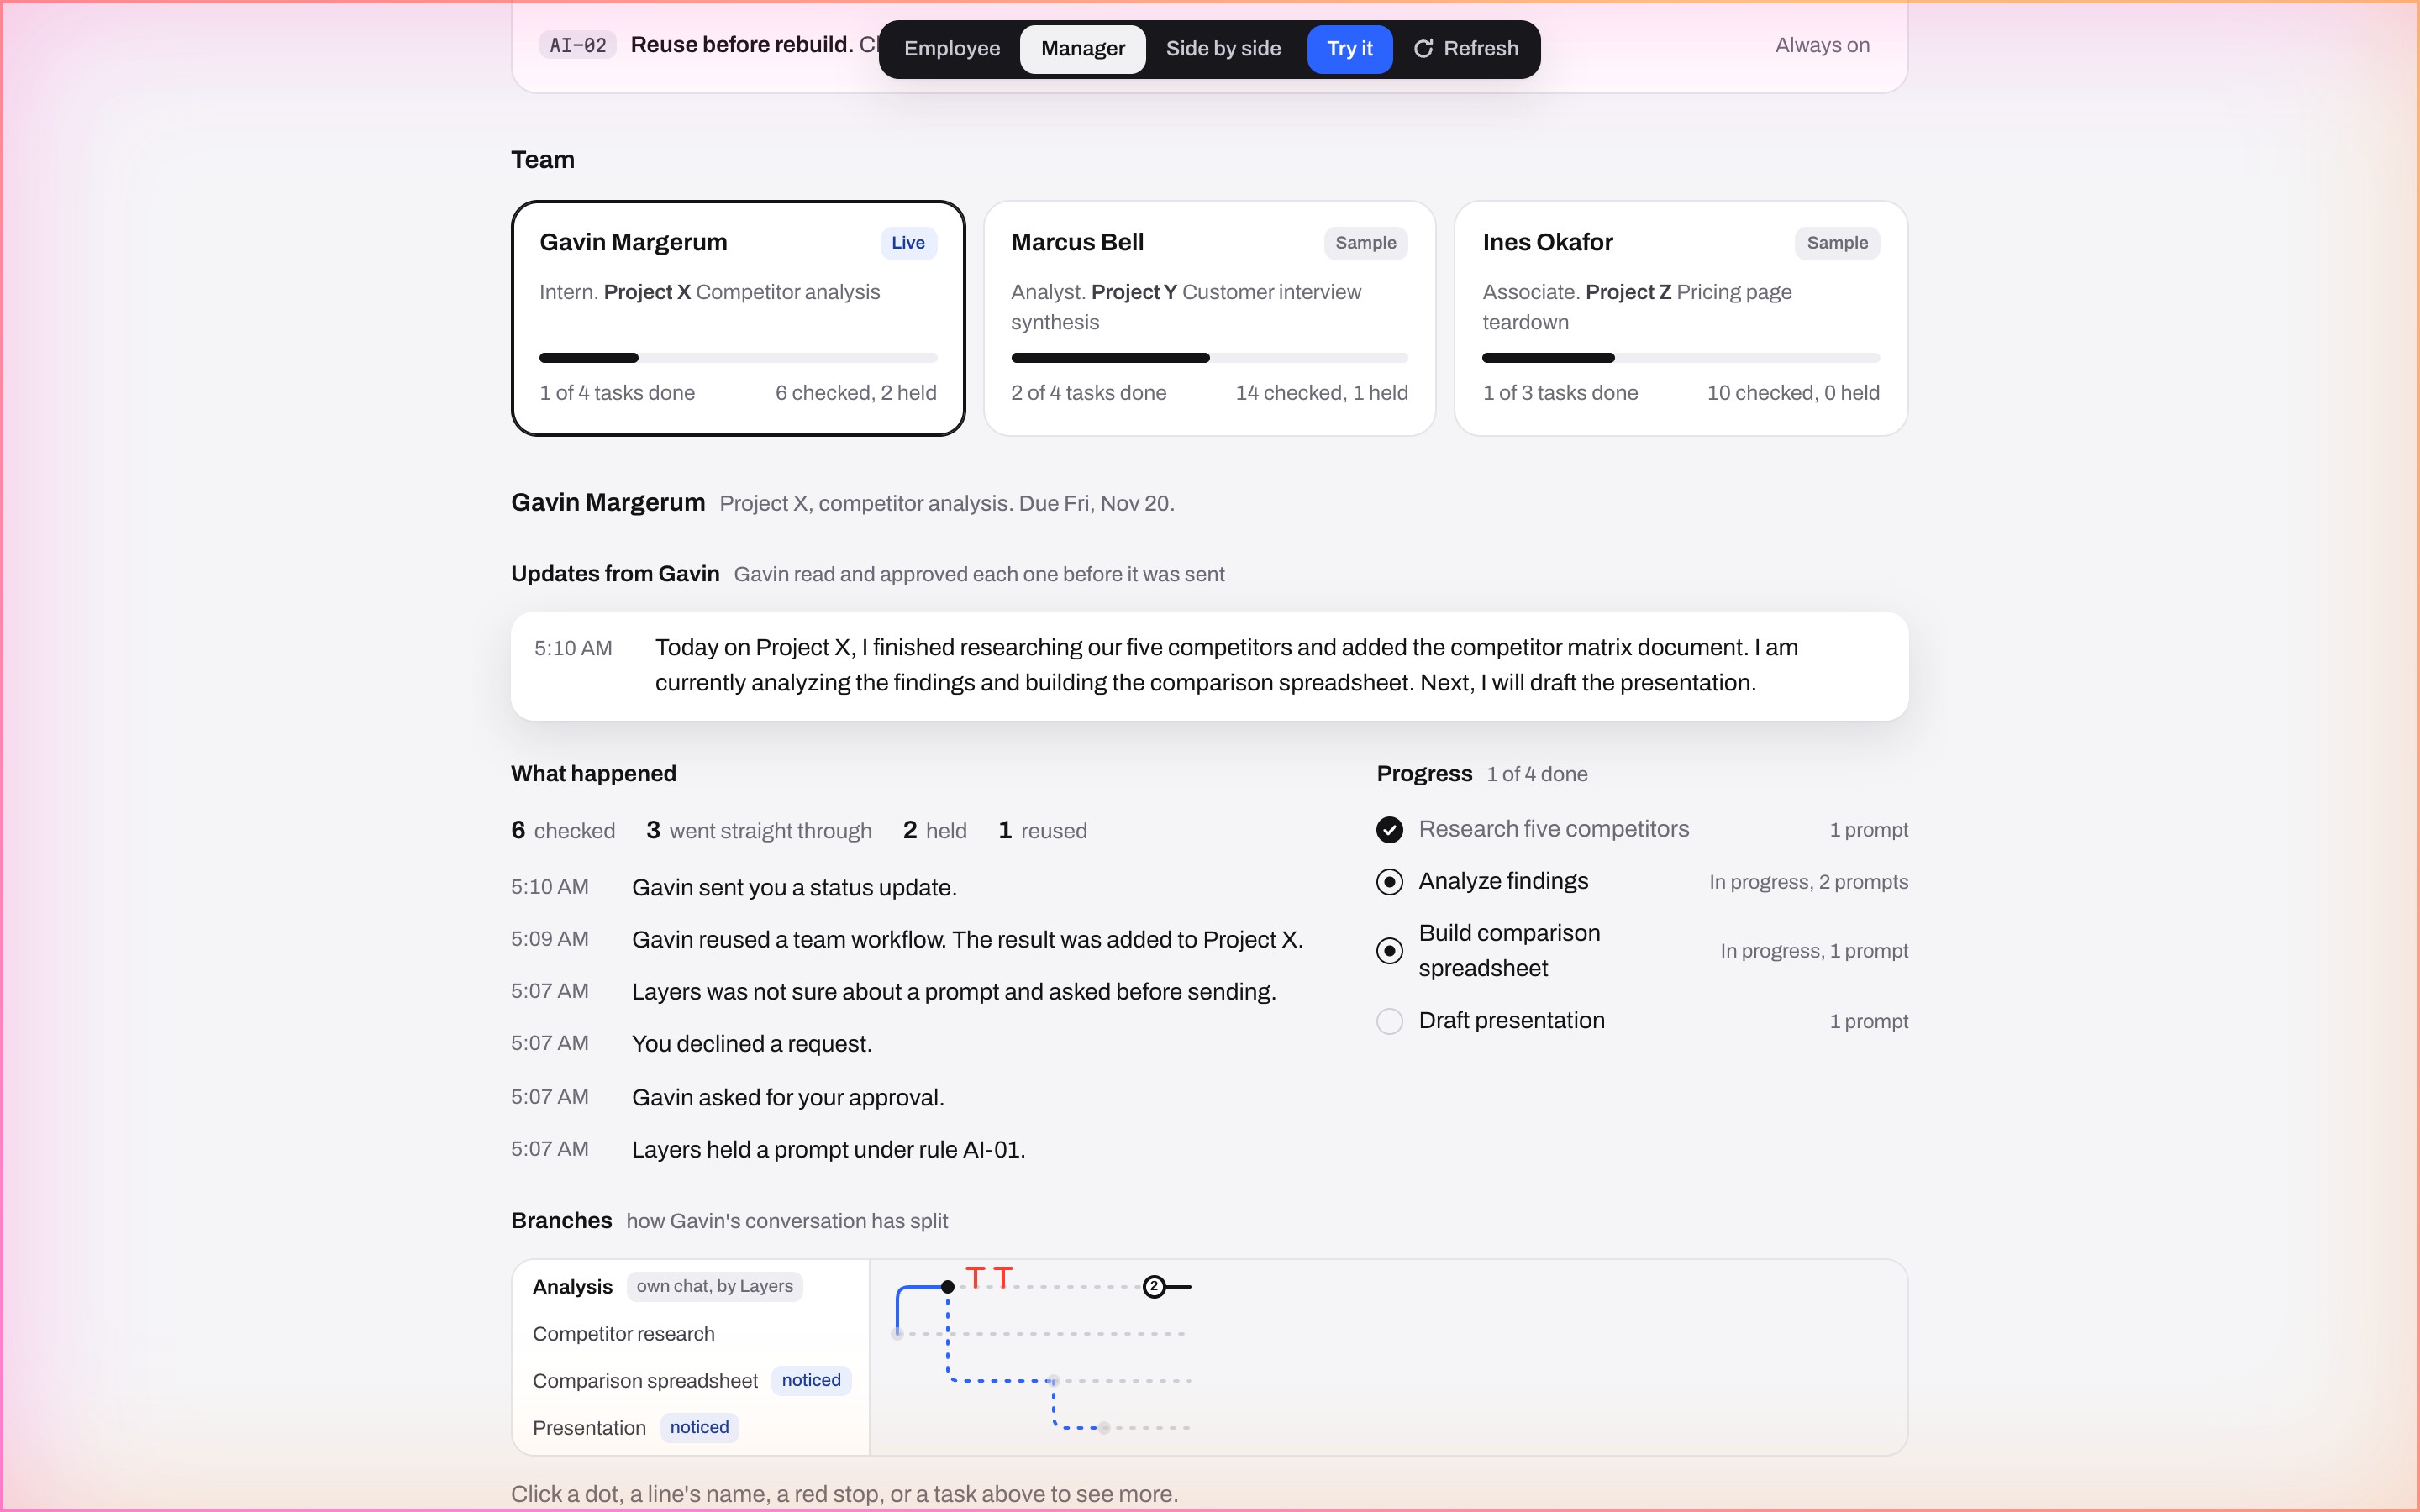 AI-02 Reuse before rebuild. Always on
Employee Manager Side by side Try it Refresh
Team
Gavin Margerum Live
Intern. Project X Competitor analysis
1 of 4 tasks done 6 checked, 2 held
Marcus Bell Sample
Analyst. Project Y Customer interview
synthesis
2 of 4 tasks done 14 checked, 1 held
Ines Okafor Sample
Associate. Project Z Pricing page
teardown
1 of 3 tasks done 10 checked, 0 held
Gavin Margerum Project X, competitor analysis. Due Fri, Nov 20.
Updates from Gavin Gavin read and approved each one before it was sent
5:10 AM Today on Project X, I finished researching our five competitors and added the competitor matrix document. I am
currently analyzing the findings and building the comparison spreadsheet. Next, I will draft the presentation.
What happened
6 checked 3 went straight through 2 held 1 reused
5:10 AM Gavin sent you a status update.
5:09 AM Gavin reused a team workflow. The result was added to Project X.
5:07 AM Layers was not sure about a prompt and asked before sending.
5:07 AM You declined a request.
5:07 AM Gavin asked for your approval.
5:07 AM Layers held a prompt under rule AI-01.
Progress 1 of 4 done
Research five competitors 1 prompt
Analyze findings In progress, 2 prompts
Build comparison
spreadsheet In progress, 1 prompt
Draft presentation 1 prompt
Branches how Gavin's conversation has split
Analysis own chat, by Layers
2
Competitor research
Comparison spreadsheet noticed
Presentation noticed
Click a dot, a line's name, a red stop, or a task above to see more.